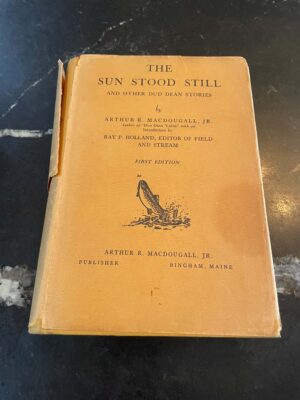 THE
SUN STOOD STILL
AND OTHER DUD DEAN STORIES
by
ARTHUR R. MACDOUGALL, JR.
Author of "Dud Dean Yarns" with an
Introduction by
RAY P. HOLLAND, EDITOR OF FIELD
AND STREAM
FIRST EDITION
ARTHUR R. MACDOUGALL, JR.
PUBLISHER BINGHAM, MAINE